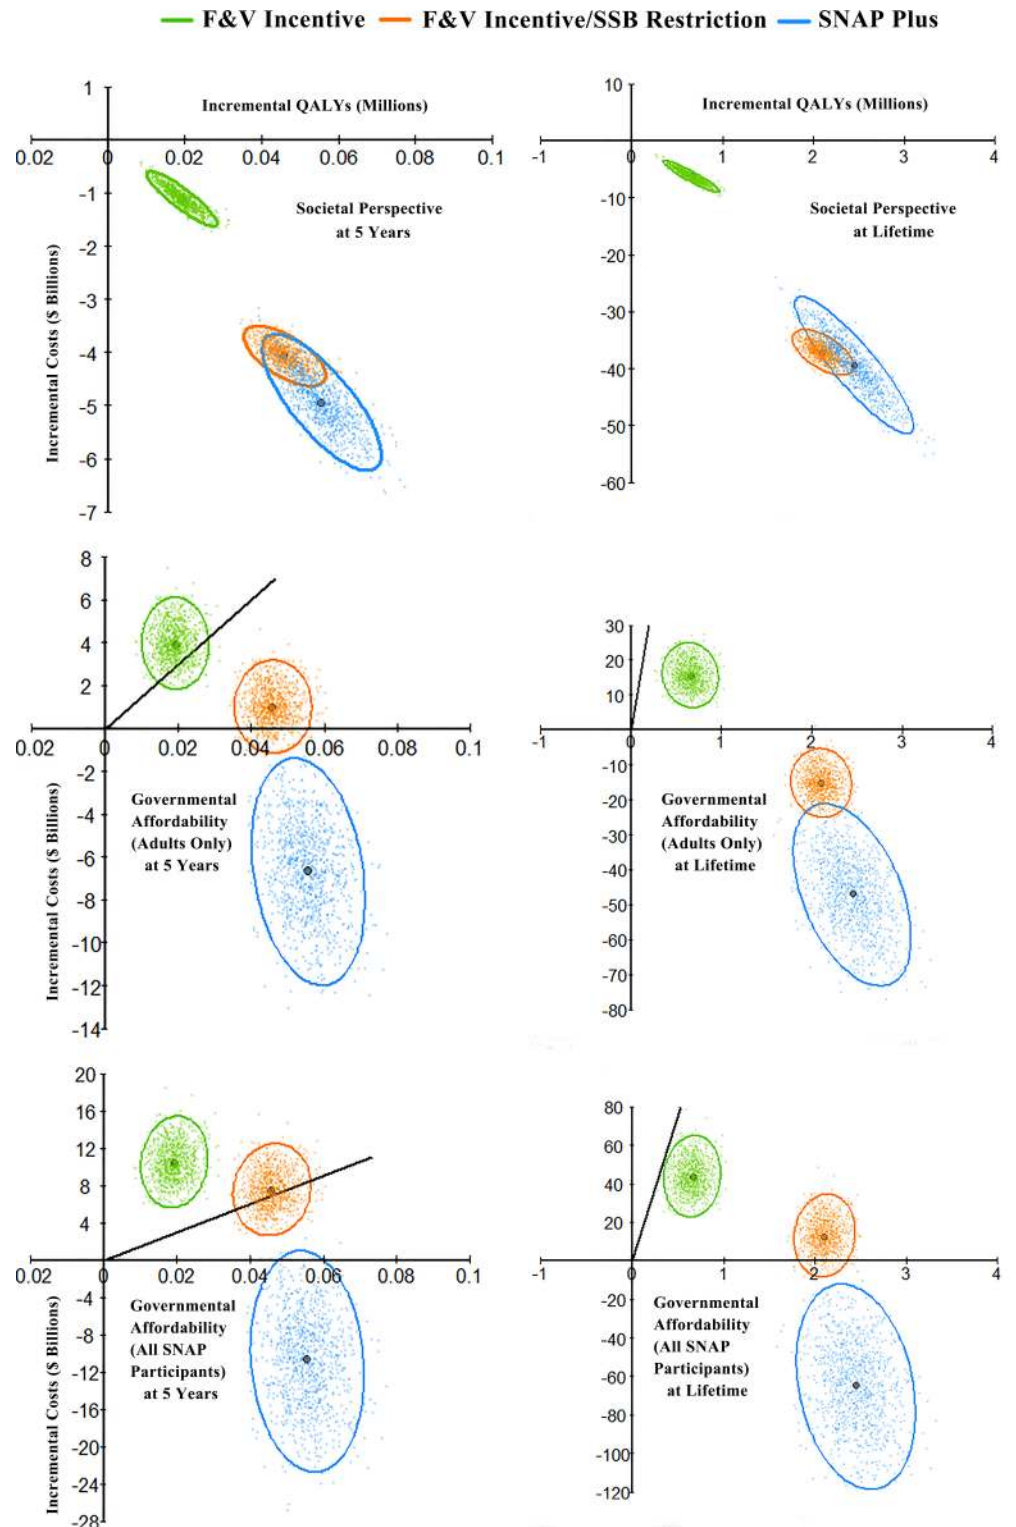 F&V Incentive F&V Incentive/SSB Restriction SNAP Plus
1
Incremental QALYs (Millions)
0.02 0 0.02 0.04 0.06 0.08 0.1
-1
Societal Perspective
at 5 Years
-2
-3
-4
-5
-6
-7
Incremental Costs ($ Billions)
10
Incremental QALYs (Millions)
-1 0 1 2 3 4
-10
Societal Perspective
at Lifetime
-20
-30
-40
-50
-60
8
6
4
2
0.02 0 0.02 0.04 0.06 0.08 0.1
-2
-4
-6
-8
-10
-12
-14
Governmental
Affordability
(Adults Only)
at 5 Years
Incremental Costs ($ Billions)
30
20
10
-1 0 1 2 3 4
-10
-20
-30
-40
-50
-60
-70
-80
Governmental
Affordability
(Adults Only)
at Lifetime
20
16
12
8
4
0.02 0 0.02 0.04 0.06 0.08 0.1
-4
-8
-12
-16
-20
-24
-28
Governmental
Affordability
(All SNAP
Participants)
at 5 Years
Incremental Costs ($ Billions)
80
60
40
20
-1 0 1 2 3 4
-20
-40
-60
-80
-100
-120
Governmental
Affordability
(All SNAP
Participants)
at Lifetime